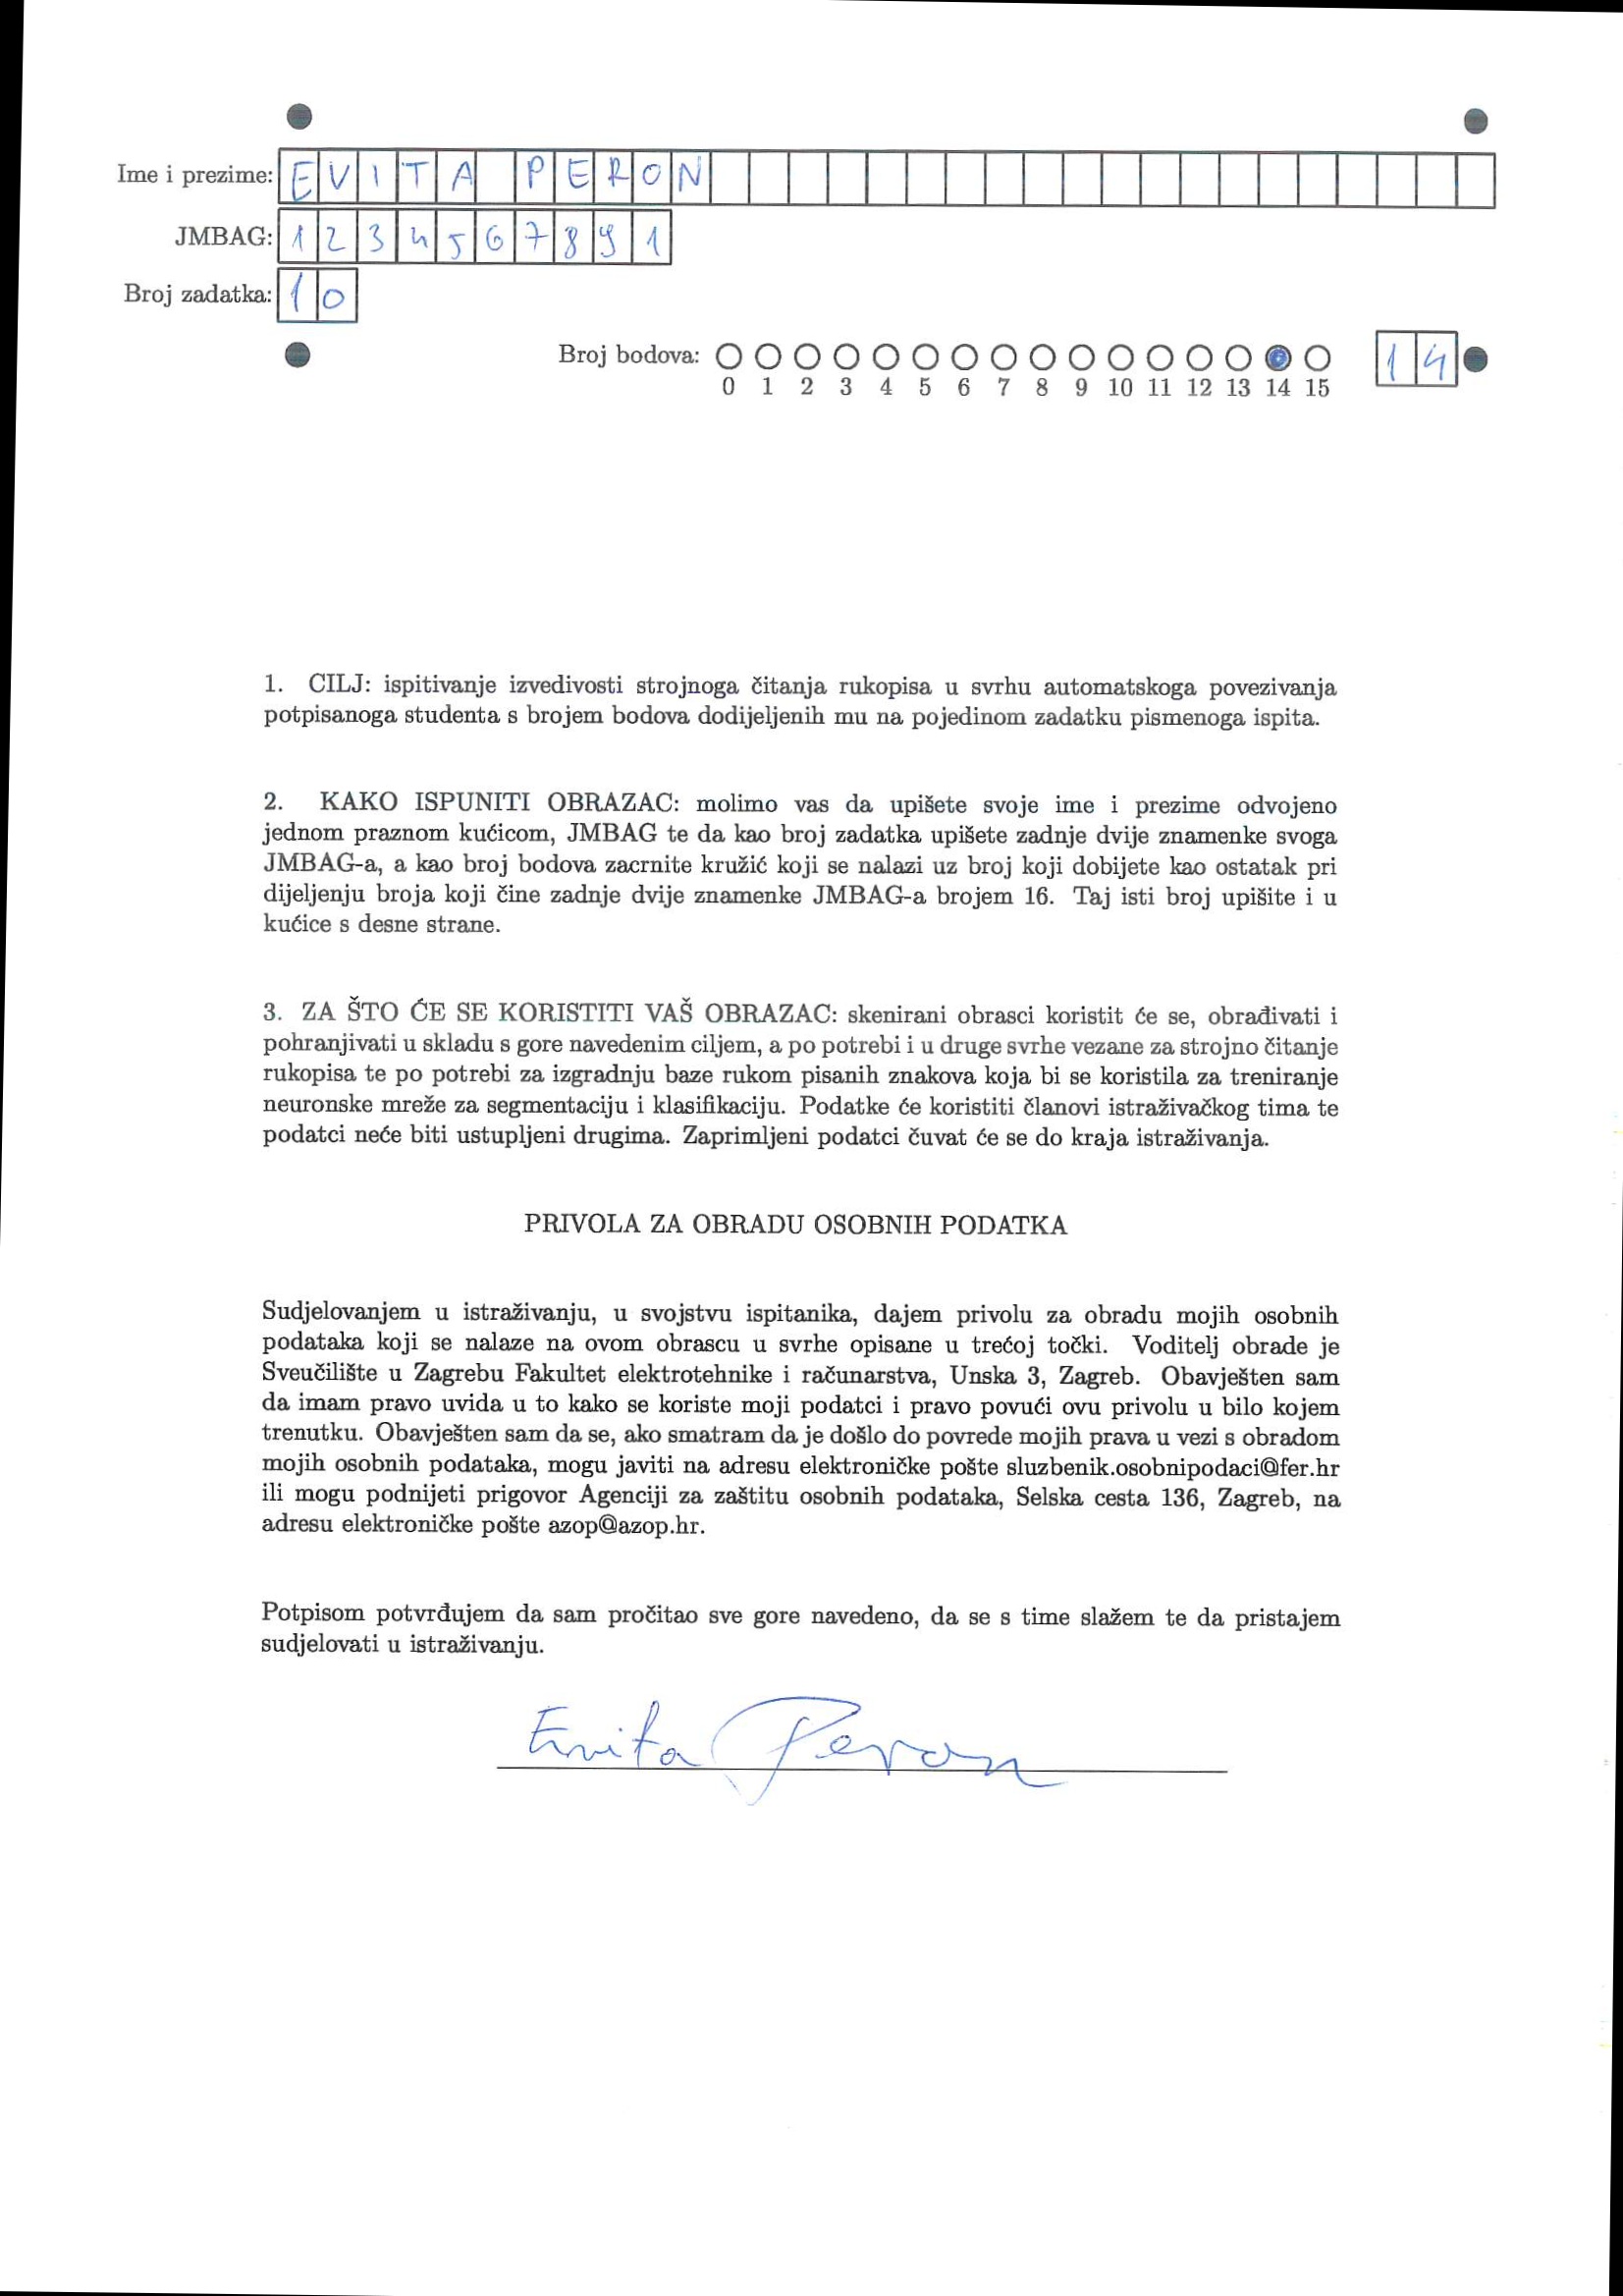 Ime i prezime: EVITA PERON
JMBAG: 1234567891
Broj zadatka: 10
Broj bodova: 14
0 1 2 3 4 5 6 7 8 9 10 11 12 13 14 15
1. CILJ: ispitivanje izvedivosti strojnoga čitanja rukopisa u svrhu automatskoga povezivanja
potpisanoga studenta s brojem bodova dodijeljenih mu na pojedinom zadatku pismenoga ispita.
2. KAKO ISPUNITI OBRAZAC: molimo vas da upišete svoje ime i prezime odvojeno
jednom praznom kućicom, JMBAG te da kao broj zadatka upišete zadnje dvije znamenke svoga
JMBAG-a, a kao broj bodova zacrnite kružić koji se nalazi uz broj koji dobijete kao ostatak pri
dijeljenju broja koji čine zadnje dvije znamenke JMBAG-a brojem 16. Taj isti broj upišite i u
kućice s desne strane.
3. ZA ŠTO ĆE SE KORISTITI VAŠ OBRAZAC: skenirani obrasci koristit će se, obrađivati i
pohranjivati u skladu s gore navedenim ciljem, a po potrebi i u druge svrhe vezane za strojno čitanje
rukopisa te po potrebi za izgradnju baze rukom pisanih znakova koja bi se koristila za treniranje
neuronske mreže za segmentaciju i klasifikaciju. Podatke će koristiti članovi istraživačkog tima te
podatci neće biti ustupljeni drugima. Zaprimljeni podatci čuvat će se do kraja istraživanja.
PRIVOLA ZA OBRADU OSOBNIH PODATKA
Sudjelovanjem u istraživanju, u svojstvu ispitanika, dajem privolu za obradu mojih osobnih
podataka koji se nalaze na ovom obrascu u svrhe opisane u trećoj točki. Voditelj obrade je
Sveučilište u Zagrebu Fakultet elektrotehnike i računarstva, Unska 3, Zagreb. Obavješten sam
da imam pravo uvida u to kako se koriste moji podatci i pravo povući ovu privolu u bilo kojem
trenutku. Obavješten sam da se, ako smatram da je došlo do povrede mojih prava u vezi s obradom
mojih osobnih podataka, mogu javiti na adresu elektroničke pošte sluzbenik.osobnipodaci@fer.hr
ili mogu podnijeti prigovor Agenciji za zaštitu osobnih podataka, Selska cesta 136, Zagreb, na
adresu elektroničke pošte azop@azop.hr.
Potpisom potvrđujem da sam pročitao sve gore navedeno, da se s time slažem te da pristajem
sudjelovati u istraživanju.
Evita Peron